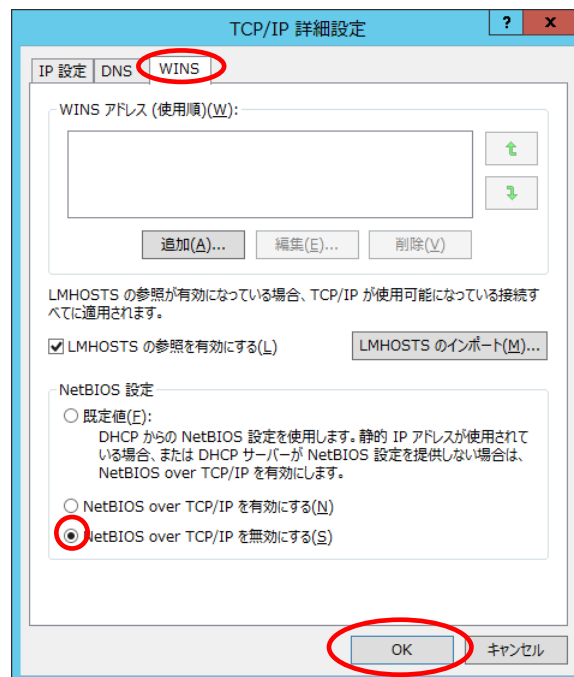 TCP/IP 詳細設定
? x
IP 設定 DNS WINS
WINS アドレス (使用順)(W):
追加(A)... 編集(E)... 削除(V)
LMHOSTS の参照が有効になっている場合、TCP/IP が使用可能になっている接続す
べてに適用されます。
LMHOSTS の参照を有効にする(L) LMHOSTS のインポート(M)...
NetBIOS 設定
既定値(F):
DHCP からの NetBIOS 設定を使用します。静的 IP アドレスが使用されて
いる場合、または DHCP サーバーが NetBIOS 設定を提供しない場合は、
NetBIOS over TCP/IP を有効にします。
NetBIOS over TCP/IP を有効にする(N)
NetBIOS over TCP/IP を無効にする(S)
OK キャンセル